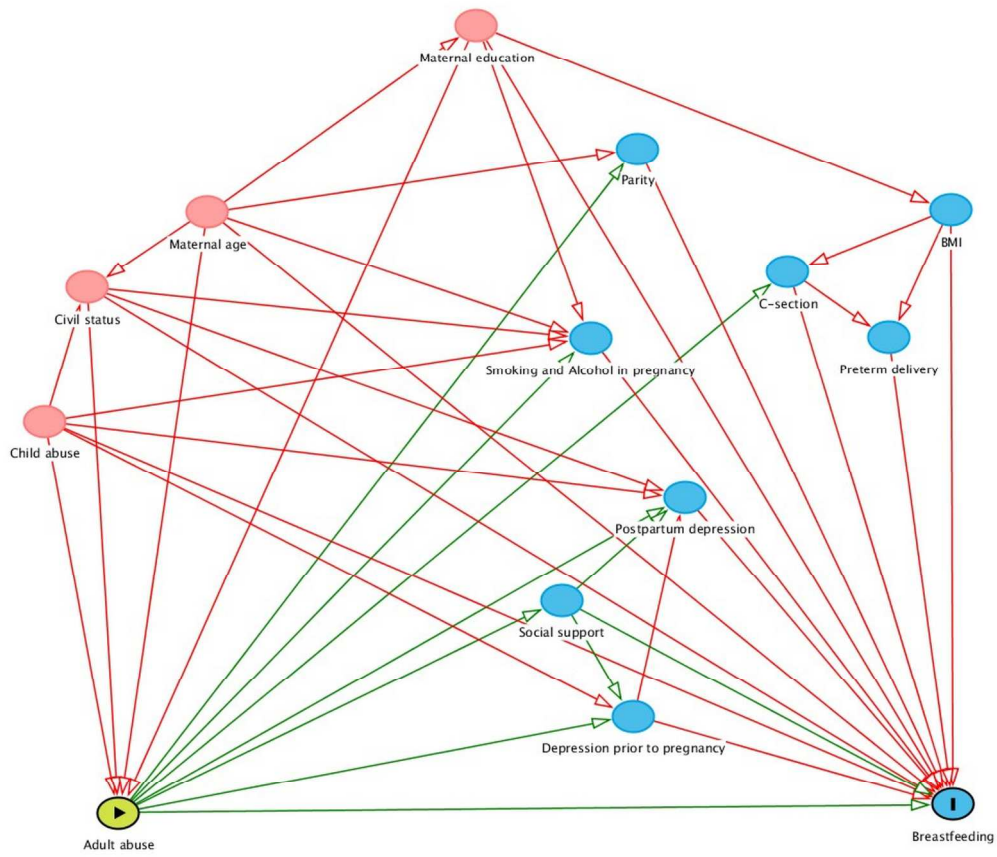 Maternal education
Parity
Maternal age
BMI
C-section
Civil status
Smoking and Alcohol in pregnancy
Preterm delivery
Child abuse
Postpartum depression
Social support
Depression prior to pregnancy
Breastfeeding
Adult abuse